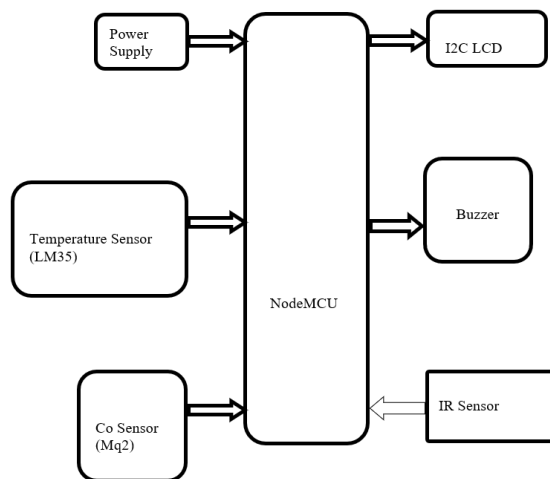 Power
Supply
I2C LCD
Temperature Sensor
(LM35)
Buzzer
NodeMCU
Co Sensor
(Mq2)
IR Sensor